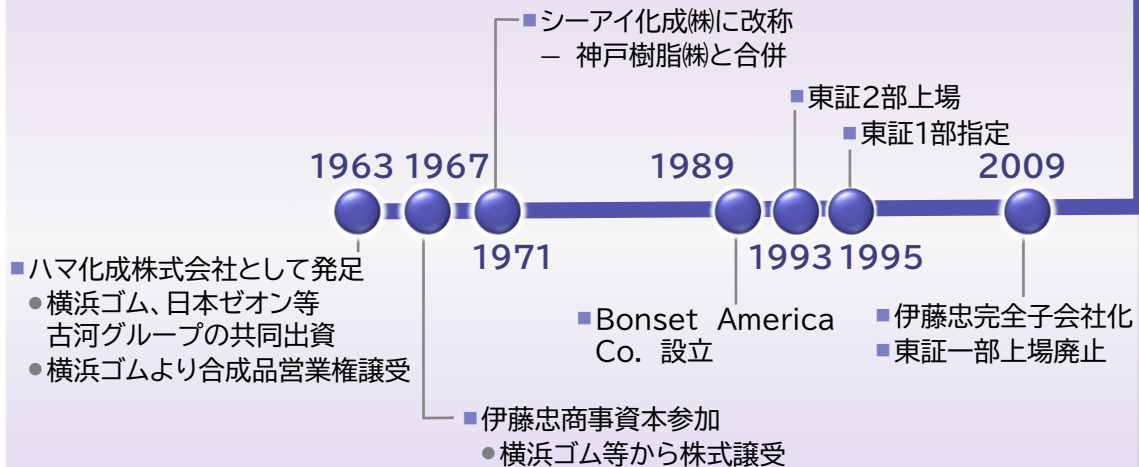 シーアイ化成㈱に改称
― 神戸樹脂㈱と合併
東証2部上場
東証1部指定
1963
1967
1989
2009
1971
1993
1995
ハマ化成株式会社として発足
横浜ゴム、日本ゼオン等
古河グループの共同出資
横浜ゴムより合成品営業権譲受
Bonset America
Co. 設立
伊藤忠完全子会社化
東証一部上場廃止
伊藤忠商事資本参加
横浜ゴム等から株式譲受